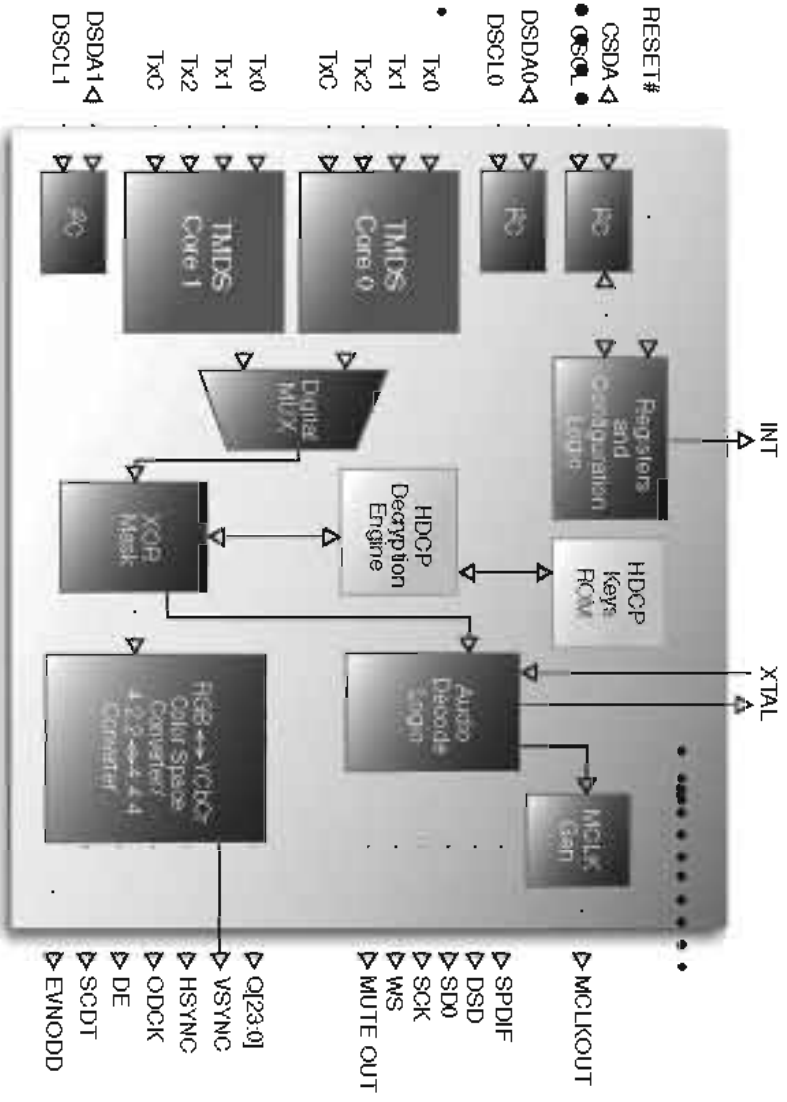 RESET#
CSDA
CSCL
DSDA0
DSCL0
Tx0
Tx1
Tx2
TxC
Tx0
Tx1
Tx2
TxC
DSDA1
DSCL1
I²C
I²C
TMDS
Core 0
TMDS
Core 1
I²C
Registers
and
Configuration
Logic
INT
Digital
MUX
HDCP
Keys
ROM
HDCP
Decryption
Engine
XOR
Mask
XTAL
Audio
Decode
Logic
MCLK
Gen
RGB ↔ YCbCr
Color Space
Converter
4:2:2 ↔ 4:4:4
Converter
MCLKOUT
SPDIF
DSD
SD0
SCK
WS
MUTE OUT
Q[23:0]
VSYNC
HSYNC
ODCK
DE
SCDT
EVNODD